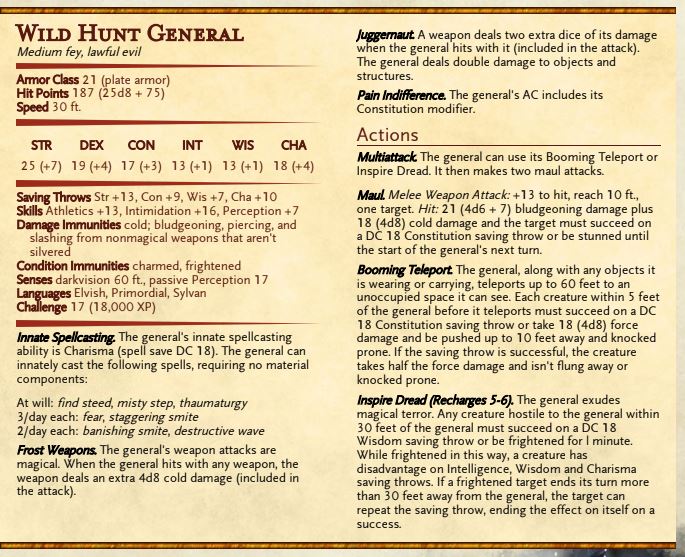 Wild Hunt General
Medium fey, lawful evil
Armor Class 21 (plate armor)
Hit Points 187 (25d8 + 75)
Speed 30 ft.
STR DEX CON INT WIS CHA
25 (+7) 19 (+4) 17 (+3) 13 (+1) 13 (+1) 18 (+4)
Saving Throws Str +13, Con +9, Wis +7, Cha +10
Skills Athletics +13, Intimidation +16, Perception +7
Damage Immunities cold; bludgeoning, piercing, and
slashing from nonmagical weapons that aren't
silvered
Condition Immunities charmed, frightened
Senses darkvision 60 ft., passive Perception 17
Languages Elvish, Primordial, Sylvan
Challenge 17 (18,000 XP)
Innate Spellcasting. The general's innate spellcasting
ability is Charisma (spell save DC 18). The general can
innately cast the following spells, requiring no material
components:
At will: find steed, misty step, thaumaturgy
3/day each: fear, staggering smite
2/day each: banishing smite, destructive wave
Frost Weapons. The general's weapon attacks are
magical. When the general hits with any weapon, the
weapon deals an extra 4d8 cold damage (included in
the attack).
Juggernaut. A weapon deals two extra dice of its damage
when the general hits with it (included in the attack).
The general deals double damage to objects and
structures.
Pain Indifference. The general's AC includes its
Constitution modifier.
Actions
Multiattack. The general can use its Booming Teleport or
Inspire Dread. It then makes two maul attacks.
Maul. Melee Weapon Attack: +13 to hit, reach 10 ft.,
one target. Hit: 21 (4d6 + 7) bludgeoning damage plus
18 (4d8) cold damage and the target must succeed on
a DC 18 Constitution saving throw or be stunned until
the start of the general's next turn.
Booming Teleport. The general, along with any objects it
is wearing or carrying, teleports up to 60 feet to an
unoccupied space it can see. Each creature within 5 feet
of the general before it teleports must succeed on a DC
18 Constitution saving throw or take 18 (4d8) force
damage and be pushed up to 10 feet away and knocked
prone. If the saving throw is successful, the creature
takes half the force damage and isn't flung away or
knocked prone.
Inspire Dread (Recharges 5-6). The general exudes
magical terror. Any creature hostile to the general within
30 feet of the general must succeed on a DC 18
Wisdom saving throw or be frightened for 1 minute.
While frightened in this way, a creature has
disadvantage on Intelligence, Wisdom and Charisma
saving throws. If a frightened target ends its turn more
than 30 feet away from the general, the target can
repeat the saving throw, ending the effect on itself on a
success.